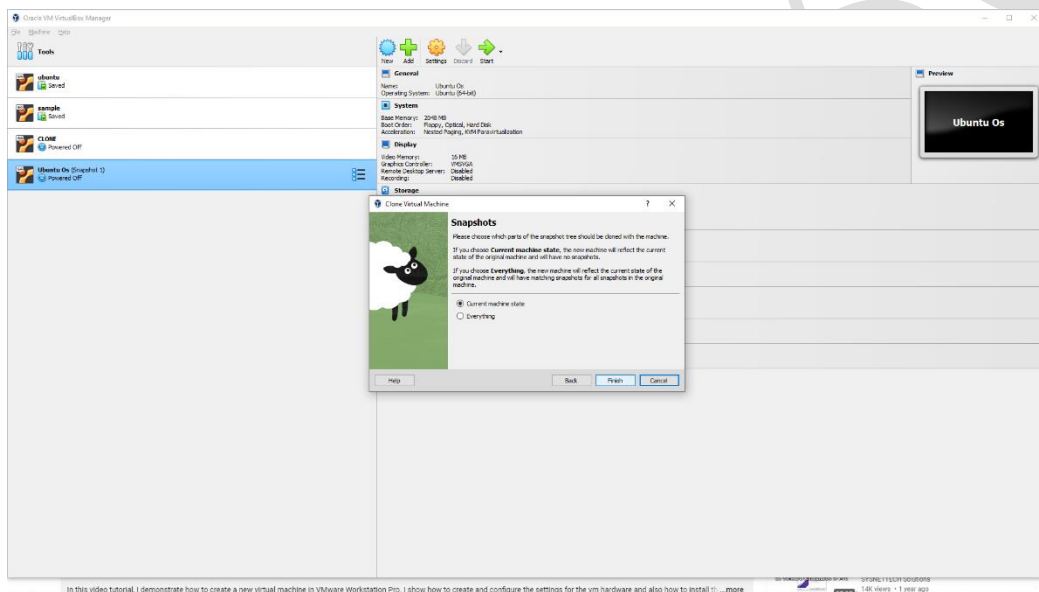 Oracle VM VirtualBox Manager
File Machine Help
Tools
New Add Settings Discard Start
ubuntu
Saved
sample
Saved
CLONE
Powered Off
Ubuntu Os (Snapshot 1)
Powered Off
General
Name: Ubuntu Os
Operating System: Ubuntu (64-bit)
System
Base Memory: 2048 MB
Boot Order: Floppy, Optical, Hard Disk
Acceleration: Nested Paging, KVM Paravirtualization
Display
Video Memory: 16 MB
Graphics Controller: VMSVGA
Remote Desktop Server: Disabled
Recording: Disabled
Storage
Preview
Ubuntu Os
Clone Virtual Machine ? X
Snapshots
Please choose which parts of the snapshot tree should be cloned with the machine.
If you choose Current machine state, the new machine will reflect the current
state of the original machine and will have no snapshots.
If you choose Everything, the new machine will reflect the current state of the
original machine and will have matching snapshots for all snapshots in the original
machine.
Current machine state
Everything
Help Back Finish Cancel
In this video tutorial, I demonstrate how to create a new virtual machine in VMware Workstation Pro. I show how to create and configure the settings for the vm hardware and also how to install th ...more
SYSNETTECH Solutions
14K views • 1 year ago